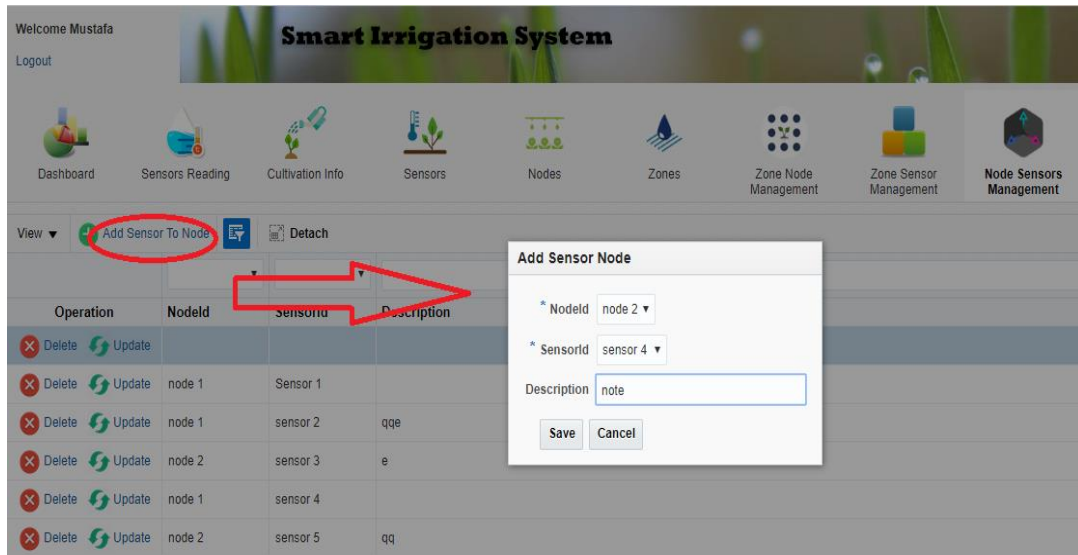 Welcome Mustafa
Smart Irrigation System
Logout
Dashboard
Sensors Reading
Cultivation Info
Sensors
Nodes
Zones
Zone Node
Management
Zone Sensor
Management
Node Sensors
Management
View ▼ Add Sensor To Node Detach
Operation NodeId SensorId Description
Delete Update
Delete Update node 1 Sensor 1
Delete Update node 1 sensor 2 qqe
Delete Update node 2 sensor 3 e
Delete Update node 1 sensor 4
Delete Update node 2 sensor 5 qq
Add Sensor Node
* NodeId node 2 ▼
* SensorId sensor 4 ▼
Description note
Save Cancel